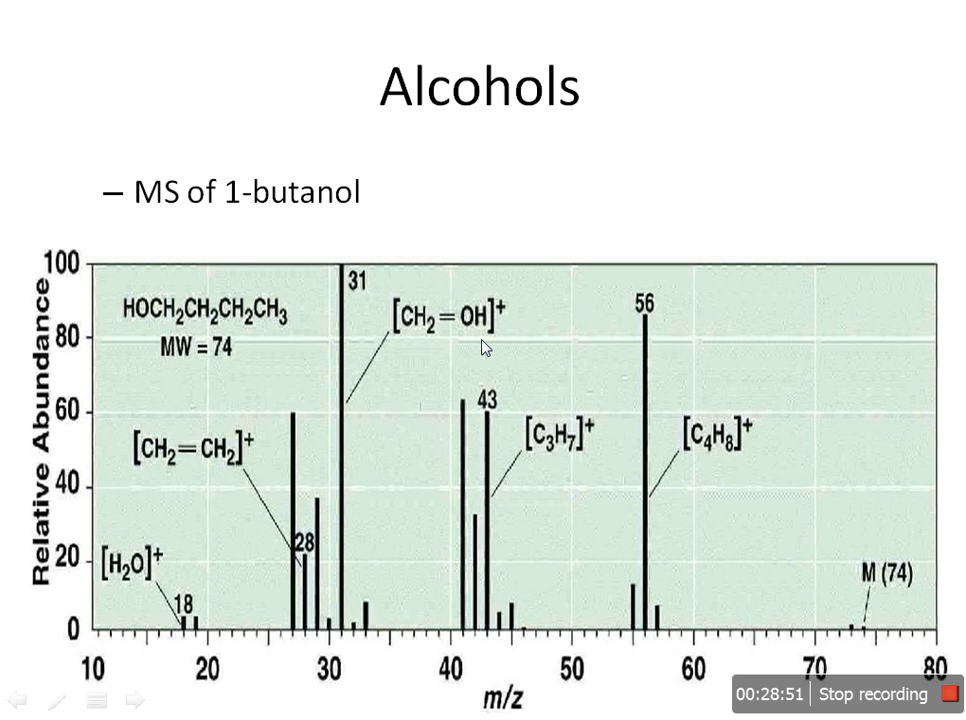 Alcohols
– MS of 1-butanol
Relative Abundance
100
80
60
40
20
0
HOCH₂CH₂CH₂CH₃
MW = 74
31
[CH₂=OH]⁺
56
43
[C₃H₇]⁺
[C₄H₈]⁺
[CH₂=CH₂]⁺
28
[H₂O]⁺
18
M (74)
10 20 30 40 50 60 70 80
m/z
00:28:51 Stop recording